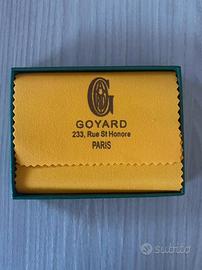 GOYARD
233, Rue St Honore
PARIS
subito